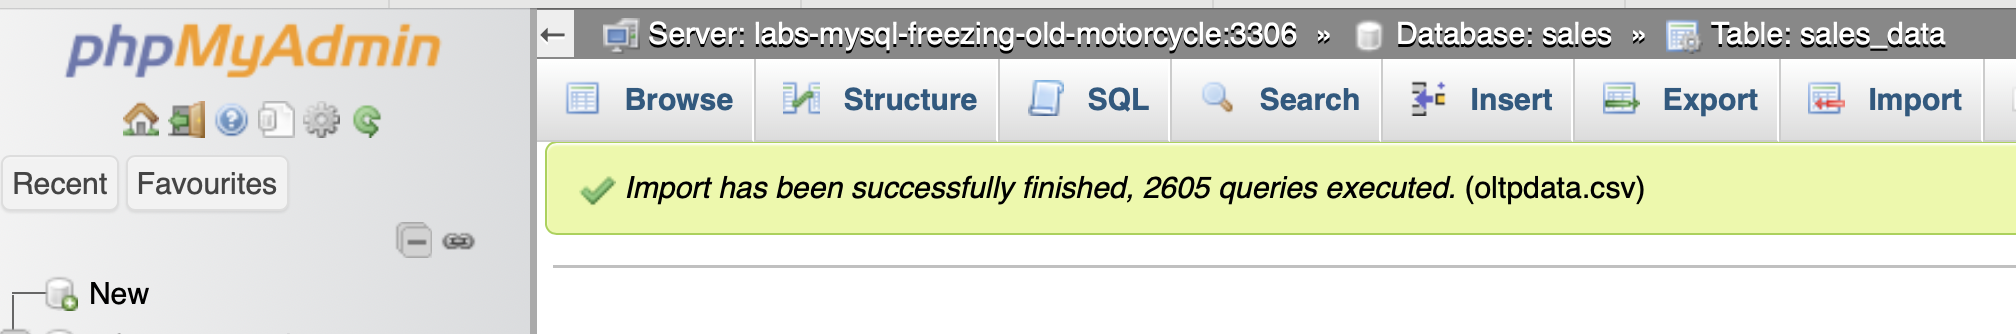 phpMyAdmin
Recent Favourites
New
Server: labs-mysql-freezing-old-motorcycle:3306 » Database: sales » Table: sales_data
Browse Structure SQL Search Insert Export Import
Import has been successfully finished, 2605 queries executed. (oltpdata.csv)